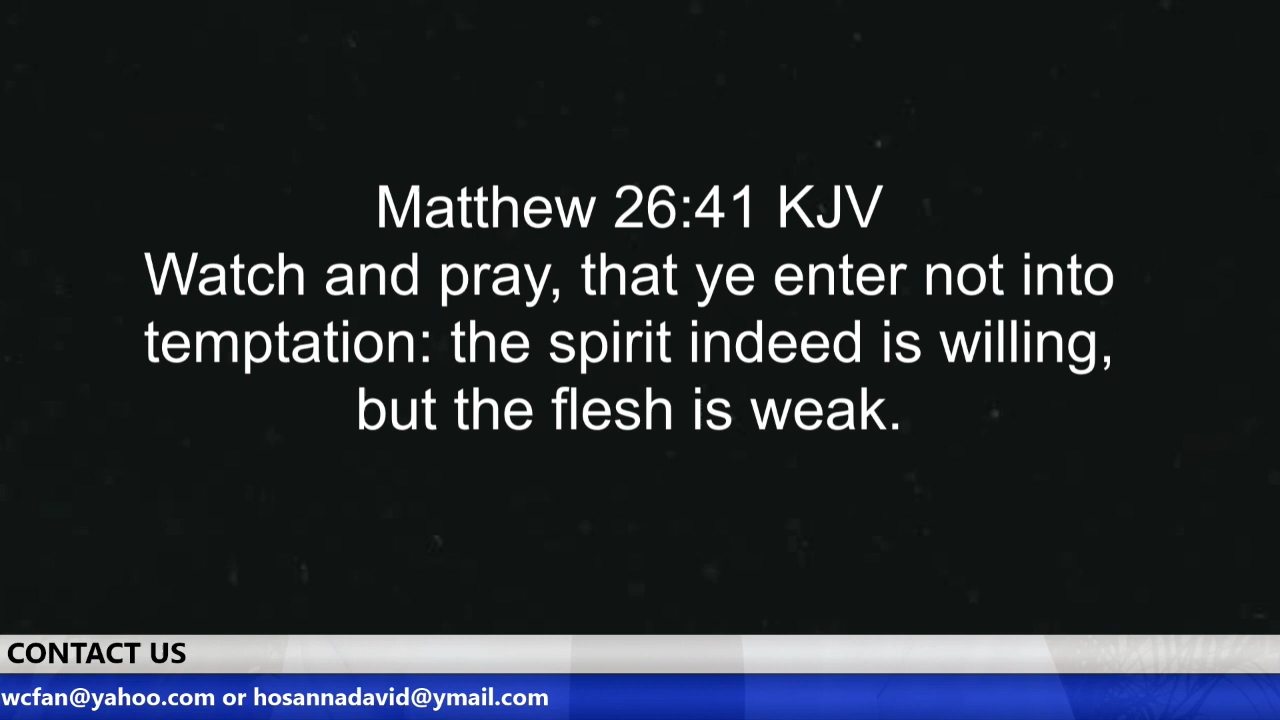 Matthew 26:41 KJV
Watch and pray, that ye enter not into
temptation: the spirit indeed is willing,
but the flesh is weak.
CONTACT US
wcfan@yahoo.com or hosannadavid@ymail.com